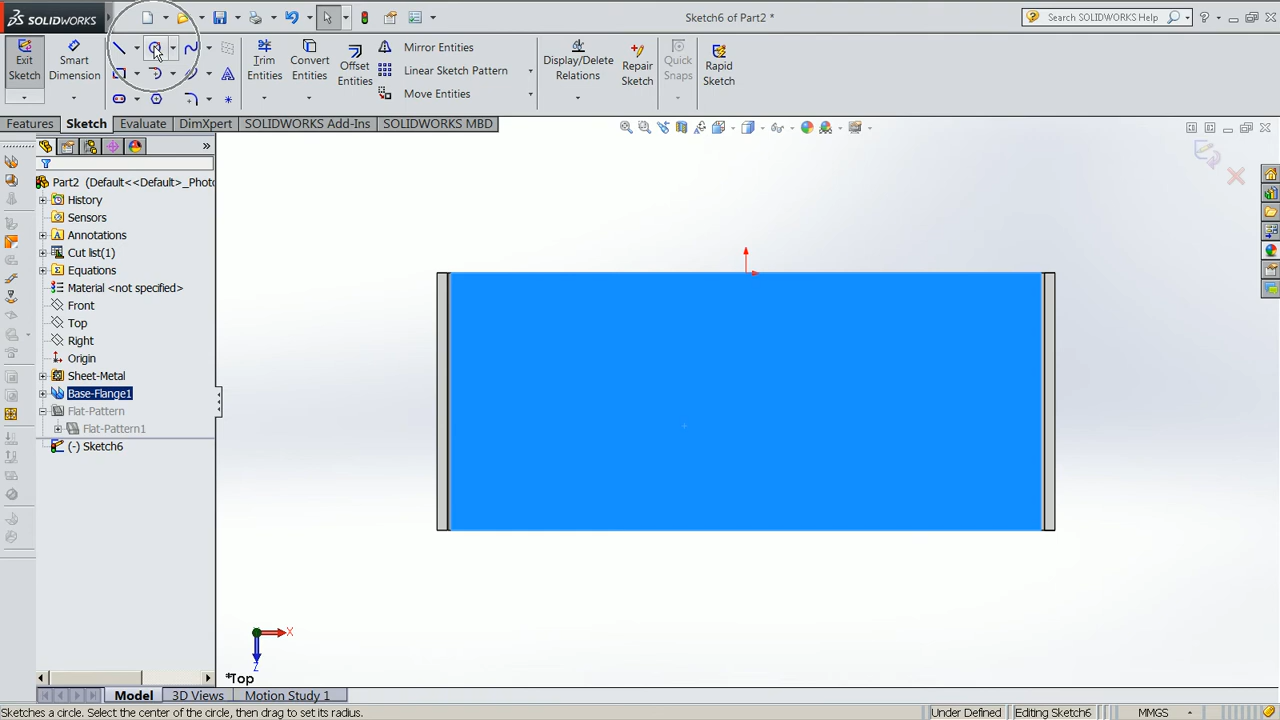 SOLIDWORKS
Sketch6 of Part2 *
Search SOLIDWORKS Help
Exit Sketch
Smart Dimension
Trim Entities
Convert Entities
Offset Entities
Mirror Entities
Linear Sketch Pattern
Move Entities
Display/Delete Relations
Repair Sketch
Quick Snaps
Rapid Sketch
Features
Sketch
Evaluate
DimXpert
SOLIDWORKS Add-Ins
SOLIDWORKS MBD
Part2 (Default<<Default>_Phot
History
Sensors
Annotations
Cut list(1)
Equations
Material <not specified>
Front
Top
Right
Origin
Sheet-Metal
Base-Flange1
Flat-Pattern
Flat-Pattern1
(-) Sketch6
X
Z
*Top
Model
3D Views
Motion Study 1
Sketches a circle. Select the center of the circle, then drag to set its radius.
Under Defined
Editing Sketch6
MMGS